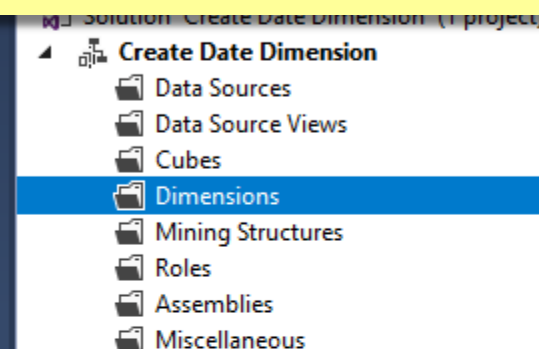 Solution 'Create Date Dimension' (1 project)
Create Date Dimension
Data Sources
Data Source Views
Cubes
Dimensions
Mining Structures
Roles
Assemblies
Miscellaneous